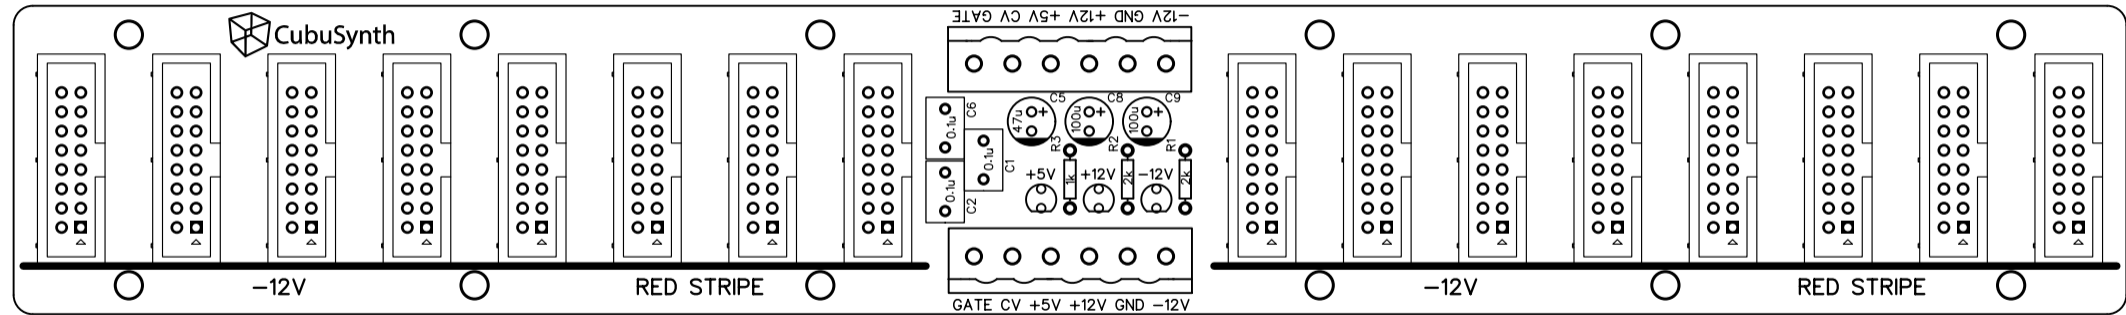 GATE CV +5V +12V GND -12V
CubuSynth
C5 C8 C9
47u + 100u + 100u +
C6
0.1u
R3 R2 R1
0.1u
C1
+5V 1k +12V 2k -12V 2k
0.1u
C2
-12V RED STRIPE
-12V RED STRIPE
GATE CV +5V +12V GND -12V